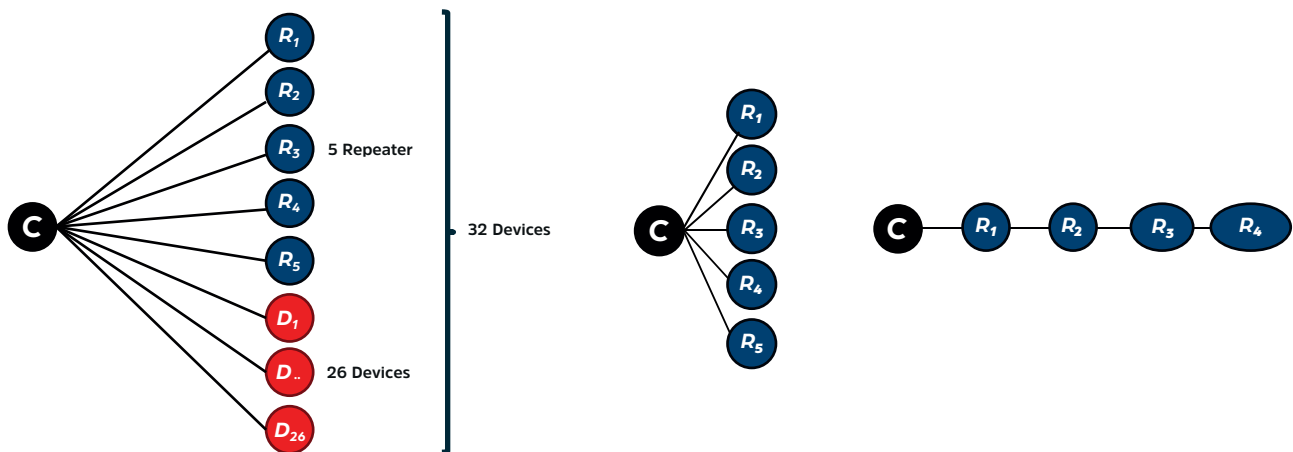 C
R1
R2
R3
5 Repeater
R4
R5
D1
D..
26 Devices
D26
32 Devices
C
R1
R2
R3
R4
R5
C
R1
R2
R3
R4